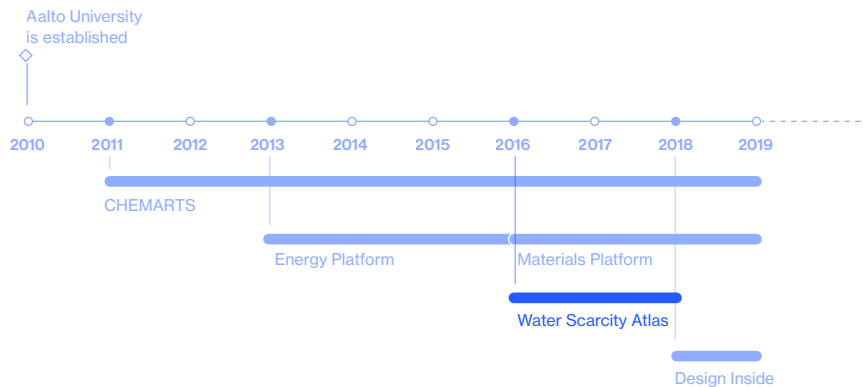 Aalto University
is established
2010 2011 2012 2013 2014 2015 2016 2017 2018 2019
CHEMARTS
Energy Platform Materials Platform
Water Scarcity Atlas
Design Inside